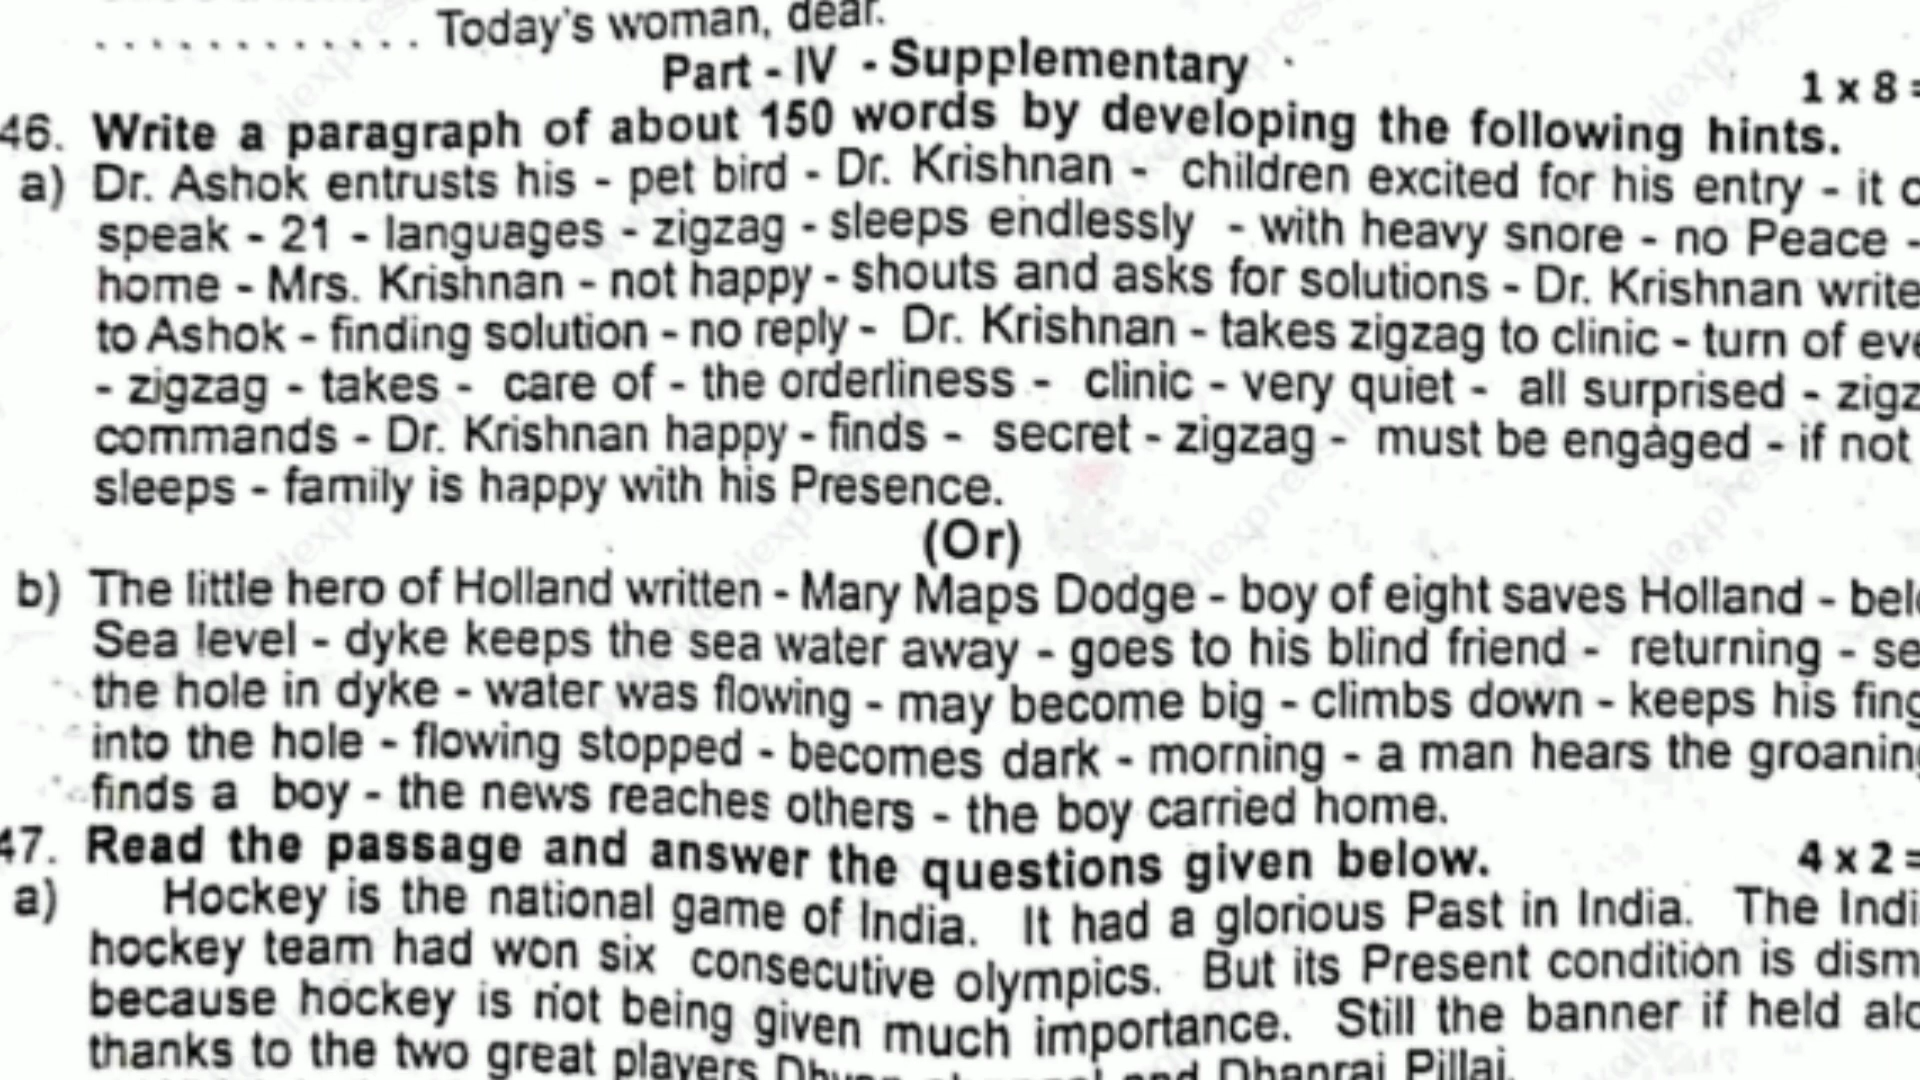 ............. Today's woman, dear.
Part - IV - Supplementary
1 x 8 =
46. Write a paragraph of about 150 words by developing the following hints.
a) Dr. Ashok entrusts his - pet bird - Dr. Krishnan - children excited for his entry - it c
speak - 21 - languages - zigzag - sleeps endlessly - with heavy snore - no Peace -
home - Mrs. Krishnan - not happy - shouts and asks for solutions - Dr. Krishnan write
to Ashok - finding solution - no reply - Dr. Krishnan - takes zigzag to clinic - turn of eve
- zigzag - takes - care of - the orderliness - clinic - very quiet - all surprised - zigz
commands - Dr. Krishnan happy - finds - secret - zigzag - must be engaged - if not
sleeps - family is happy with his Presence.
(Or)
b) The little hero of Holland written - Mary Maps Dodge - boy of eight saves Holland - bel
Sea level - dyke keeps the sea water away - goes to his blind friend - returning - se
the hole in dyke - water was flowing - may become big - climbs down - keeps his fing
into the hole - flowing stopped - becomes dark - morning - a man hears the groaning
finds a boy - the news reaches others - the boy carried home.
47. Read the passage and answer the questions given below.
4 x 2 =
a) Hockey is the national game of India. It had a glorious Past in India. The Indi
hockey team had won six consecutive olympics. But its Present condition is dism
because hockey is not being given much importance. Still the banner if held alo
thanks to the two great players and Dhanraj Pillai.